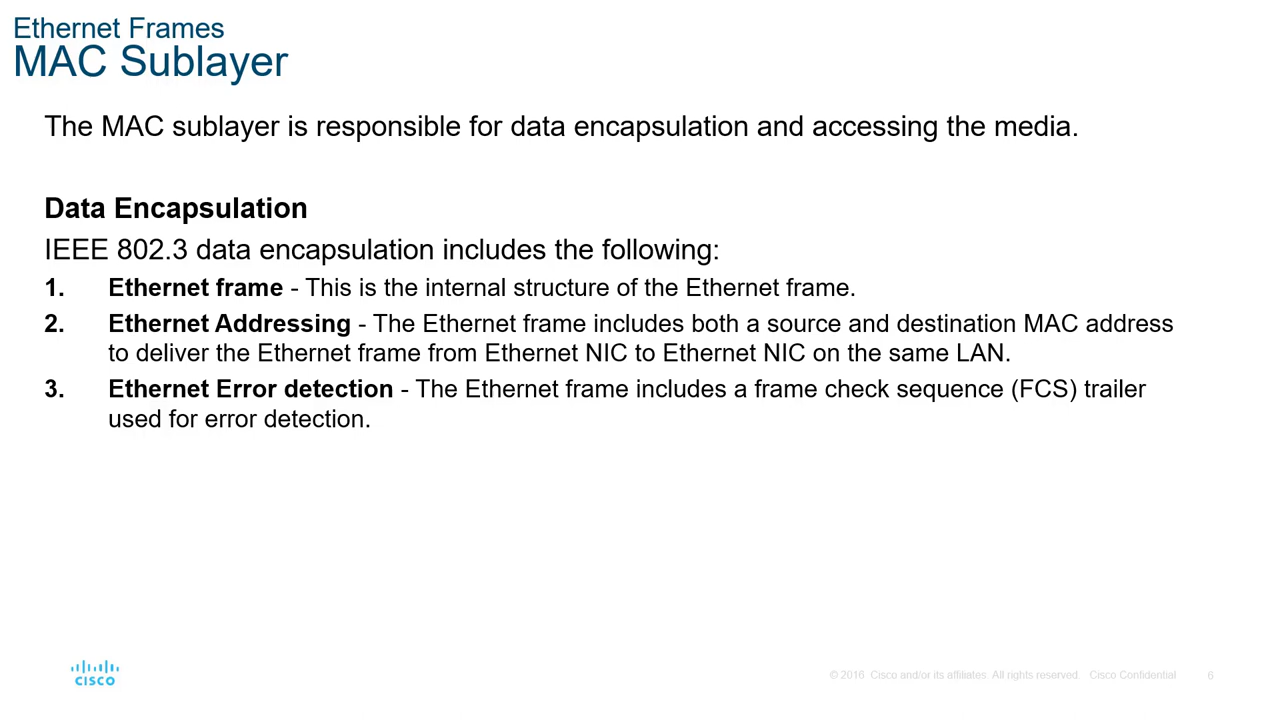 Ethernet Frames
MAC Sublayer
The MAC sublayer is responsible for data encapsulation and accessing the media.
Data Encapsulation
IEEE 802.3 data encapsulation includes the following:
1. Ethernet frame - This is the internal structure of the Ethernet frame.
2. Ethernet Addressing - The Ethernet frame includes both a source and destination MAC address
to deliver the Ethernet frame from Ethernet NIC to Ethernet NIC on the same LAN.
3. Ethernet Error detection - The Ethernet frame includes a frame check sequence (FCS) trailer
used for error detection.
CISCO
© 2016 Cisco and/or its affiliates. All rights reserved. Cisco Confidential 6